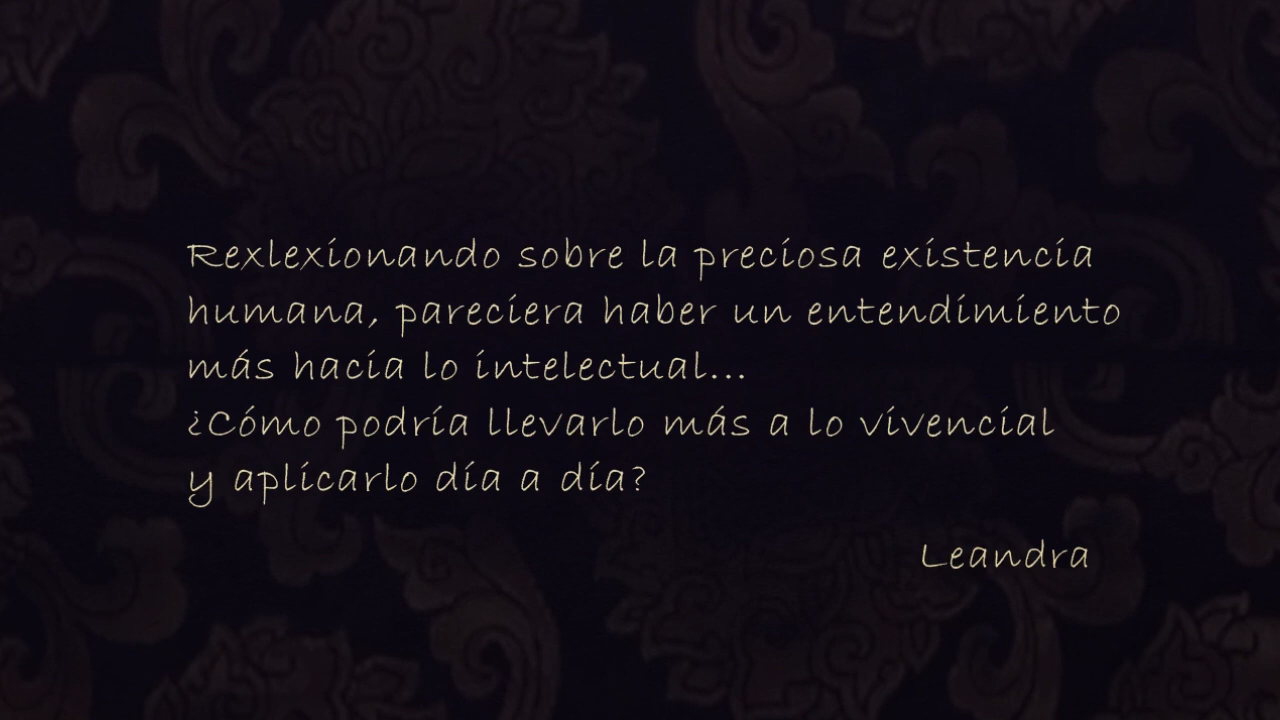 Rexlexionando sobre la preciosa existencia
humana, pareciera haber un entendimiento
más hacia lo intelectual...
¿Cómo podría llevarlo más a lo vivencial
y aplicarlo día a día?
Leandra